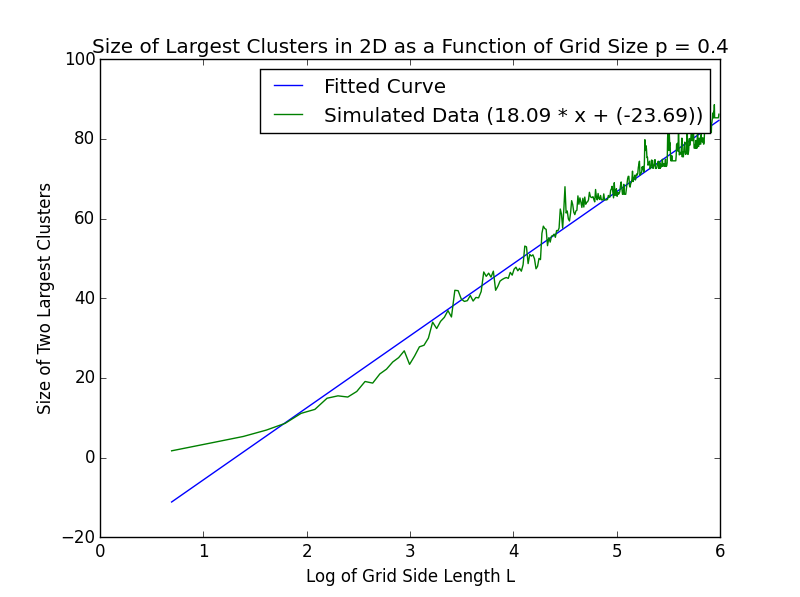 Size of Largest Clusters in 2D as a Function of Grid Size p = 0.4
Fitted Curve
Simulated Data (18.09 * x + (-23.69))
100
80
60
40
20
0
−20
Size of Two Largest Clusters
0 1 2 3 4 5 6
Log of Grid Side Length L